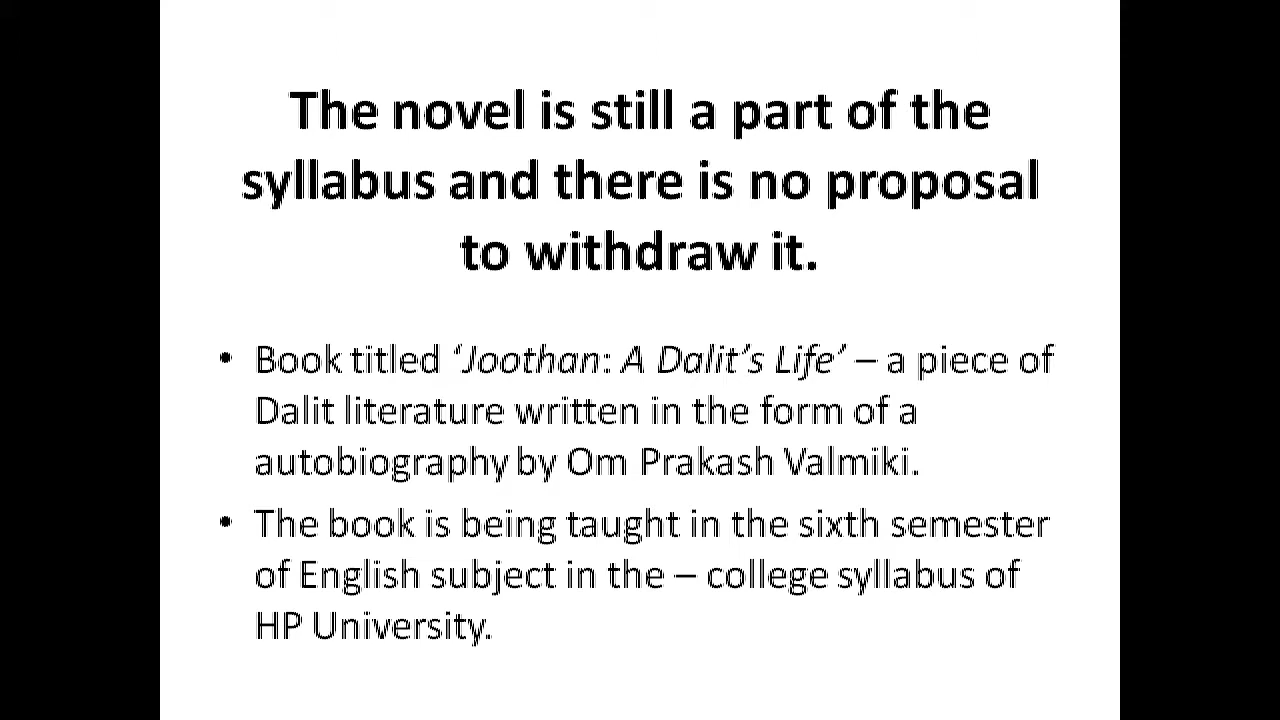 The novel is still a part of the
syllabus and there is no proposal
to withdraw it.
• Book titled ‘Joothan: A Dalit’s Life’ – a piece of
Dalit literature written in the form of a
autobiography by Om Prakash Valmiki.
• The book is being taught in the sixth semester
of English subject in the – college syllabus of
HP University.